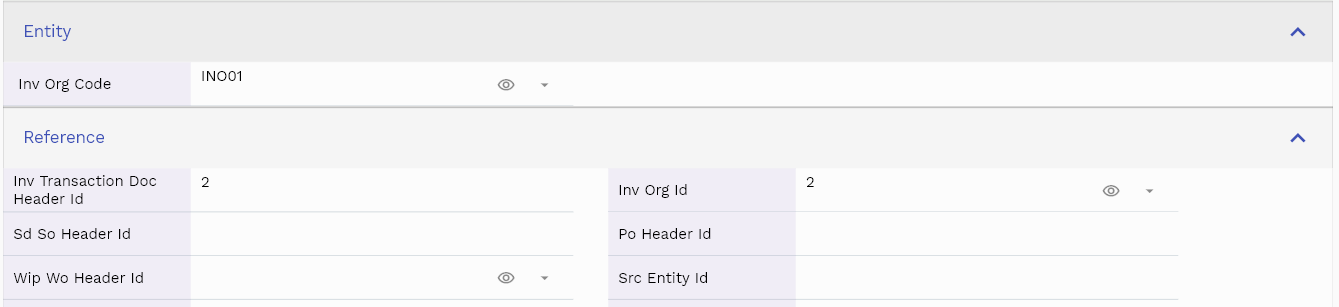 Entity
Inv Org Code
INO01
Reference
Inv Transaction Doc
Header Id
2
Inv Org Id
2
Sd So Header Id
Po Header Id
Wip Wo Header Id
Src Entity Id